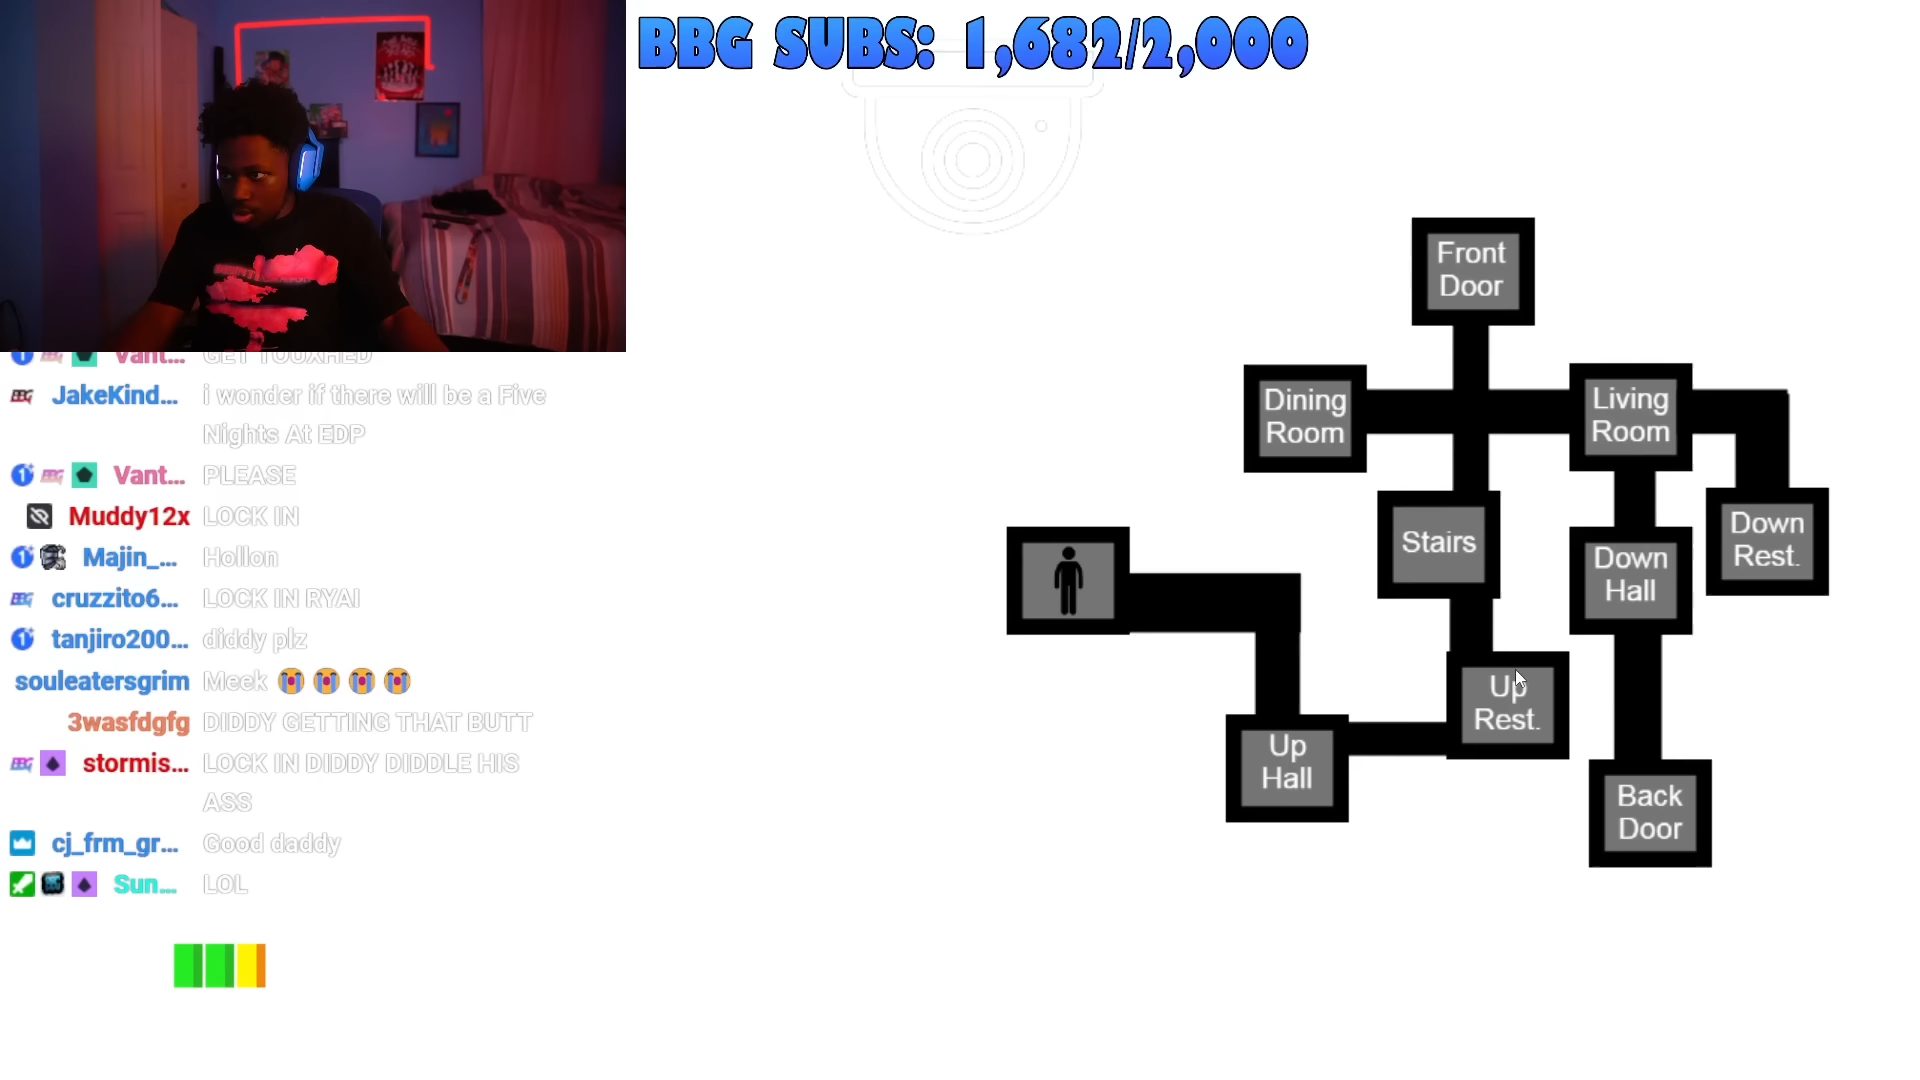 BBG SUBS: 1,682/2,000
Vant... GET TOUXHED
JakeKind... i wonder if there will be a Five
Nights At EDP
Vant... PLEASE
Muddy12x LOCK IN
Majin_... Hollon
cruzzito6... LOCK IN RYAI
tanjiro200... diddy plz
souleatersgrim Meek
3wasfdgfg DIDDY GETTING THAT BUTT
stormis... LOCK IN DIDDY DIDDLE HIS
ASS
cj_frm_gr... Good daddy
Sun... LOL
Front
Door
Dining
Room
Living
Room
Stairs
Down
Hall
Down
Rest.
Up
Rest.
Up
Hall
Back
Door